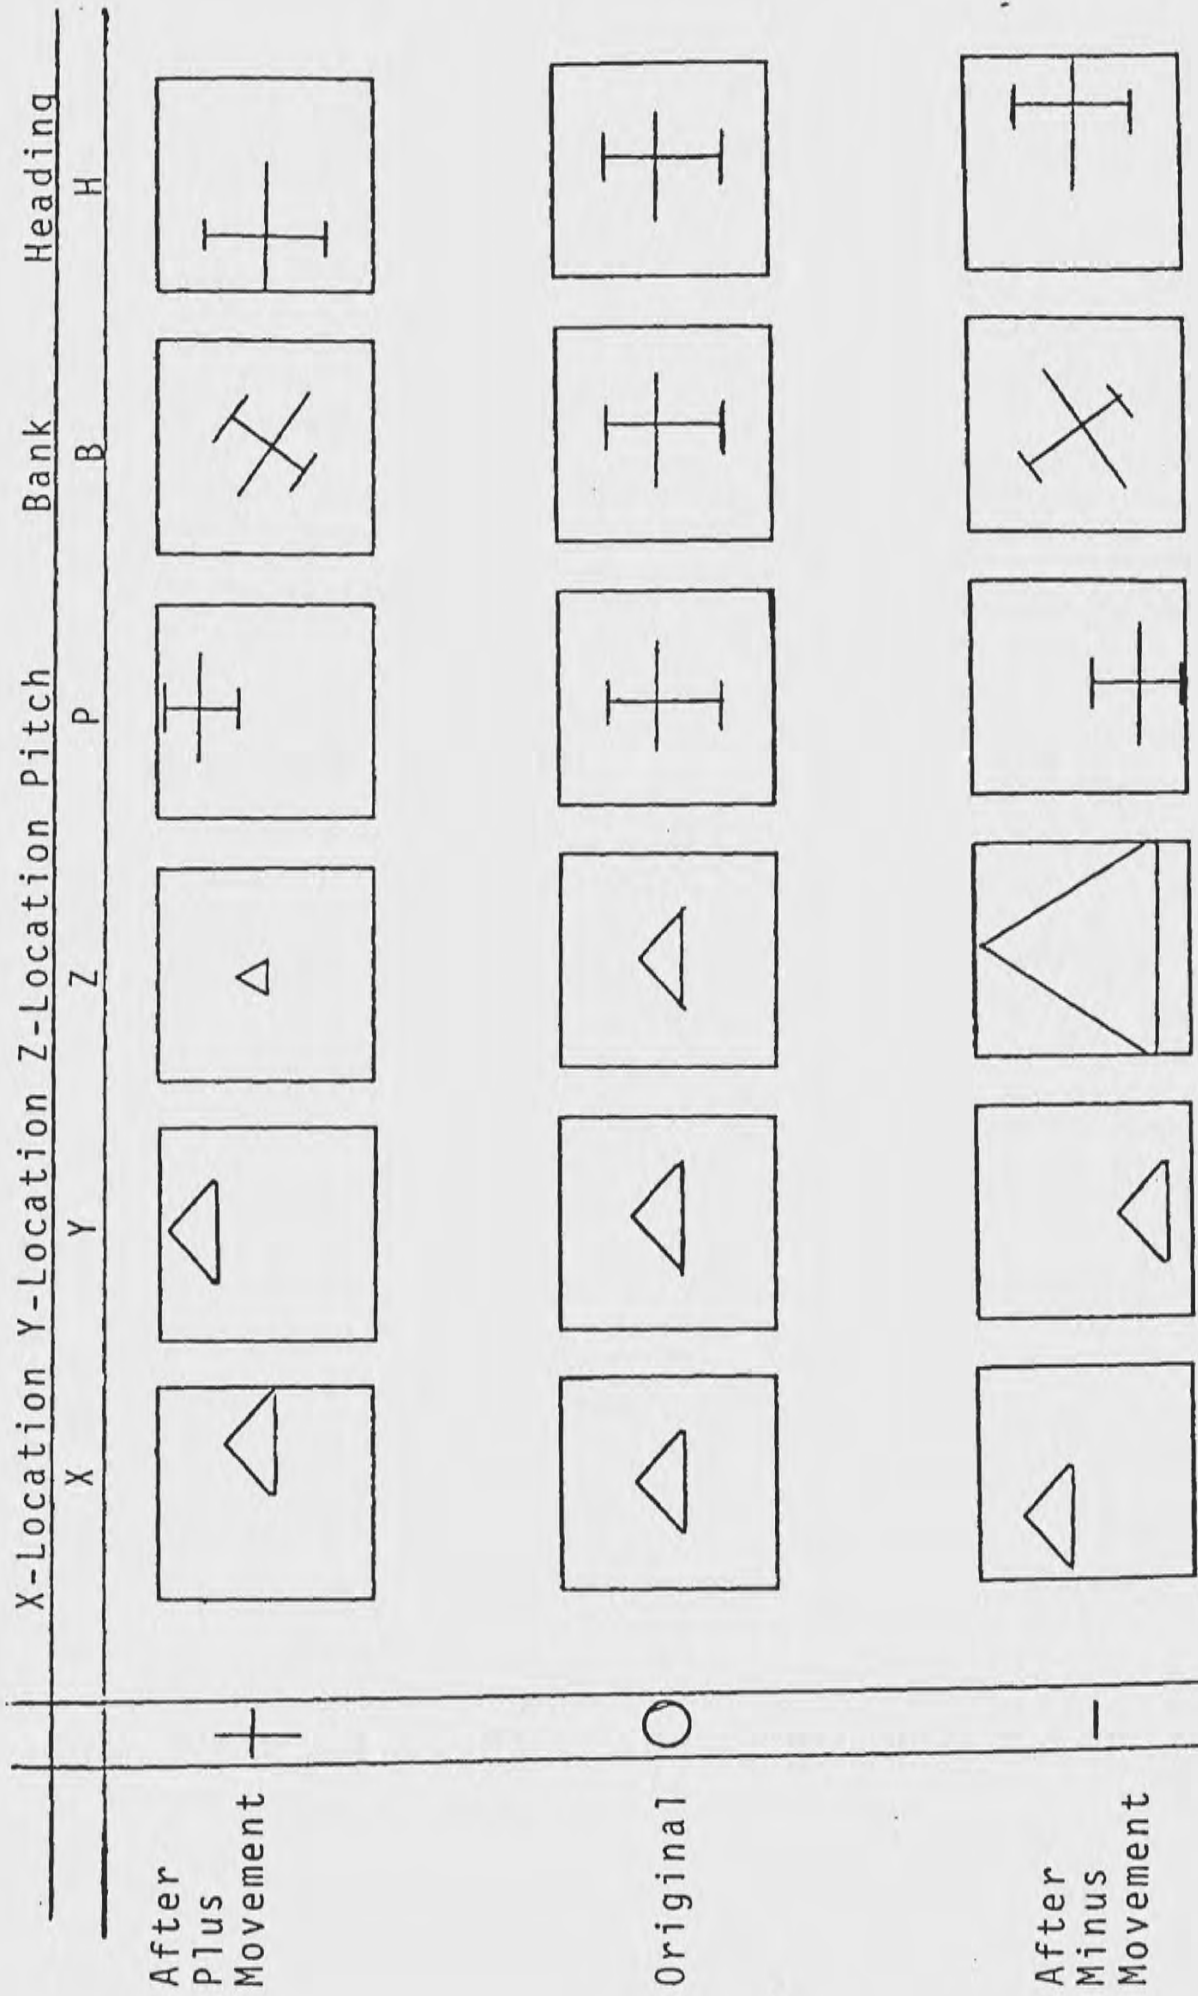 X-Location Y-Location Z-Location Pitch Bank Heading
X Y Z P B H
After
Plus
Movement
+
Original
O
After
Minus
Movement
-